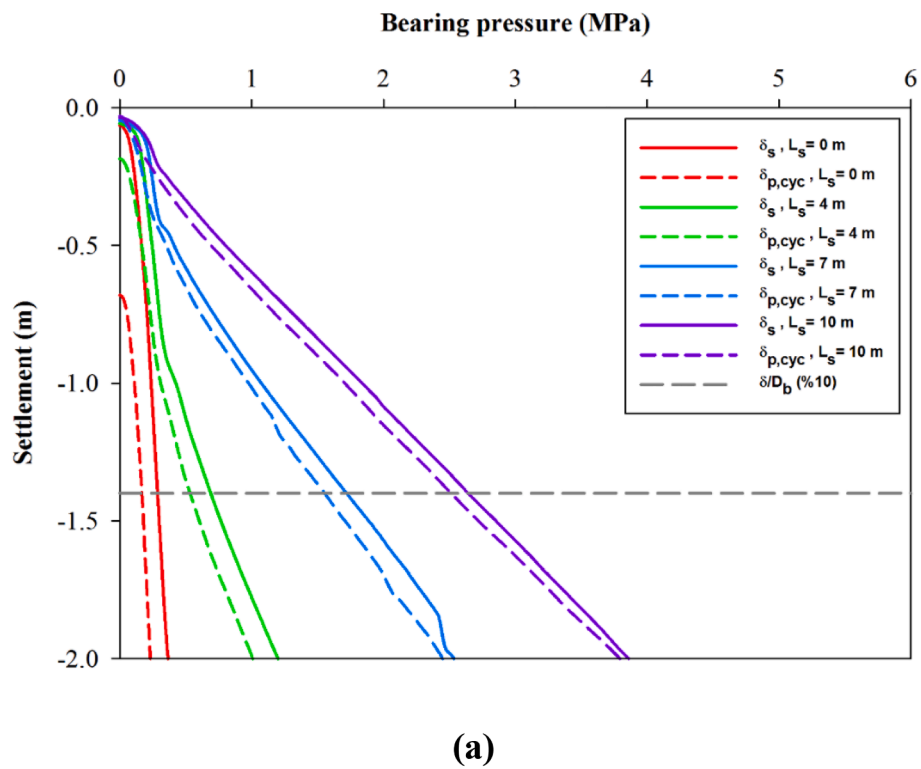 Bearing pressure (MPa)
0 1 2 3 4 5 6
0.0
-0.5
-1.0
-1.5
-2.0
Settlement (m)
δs , Ls= 0 m
δp,cyc , Ls= 0 m
δs , Ls= 4 m
δp,cyc , Ls= 4 m
δs , Ls= 7 m
δp,cyc , Ls= 7 m
δs , Ls= 10 m
δp,cyc , Ls= 10 m
δ/Db (%10)
(a)